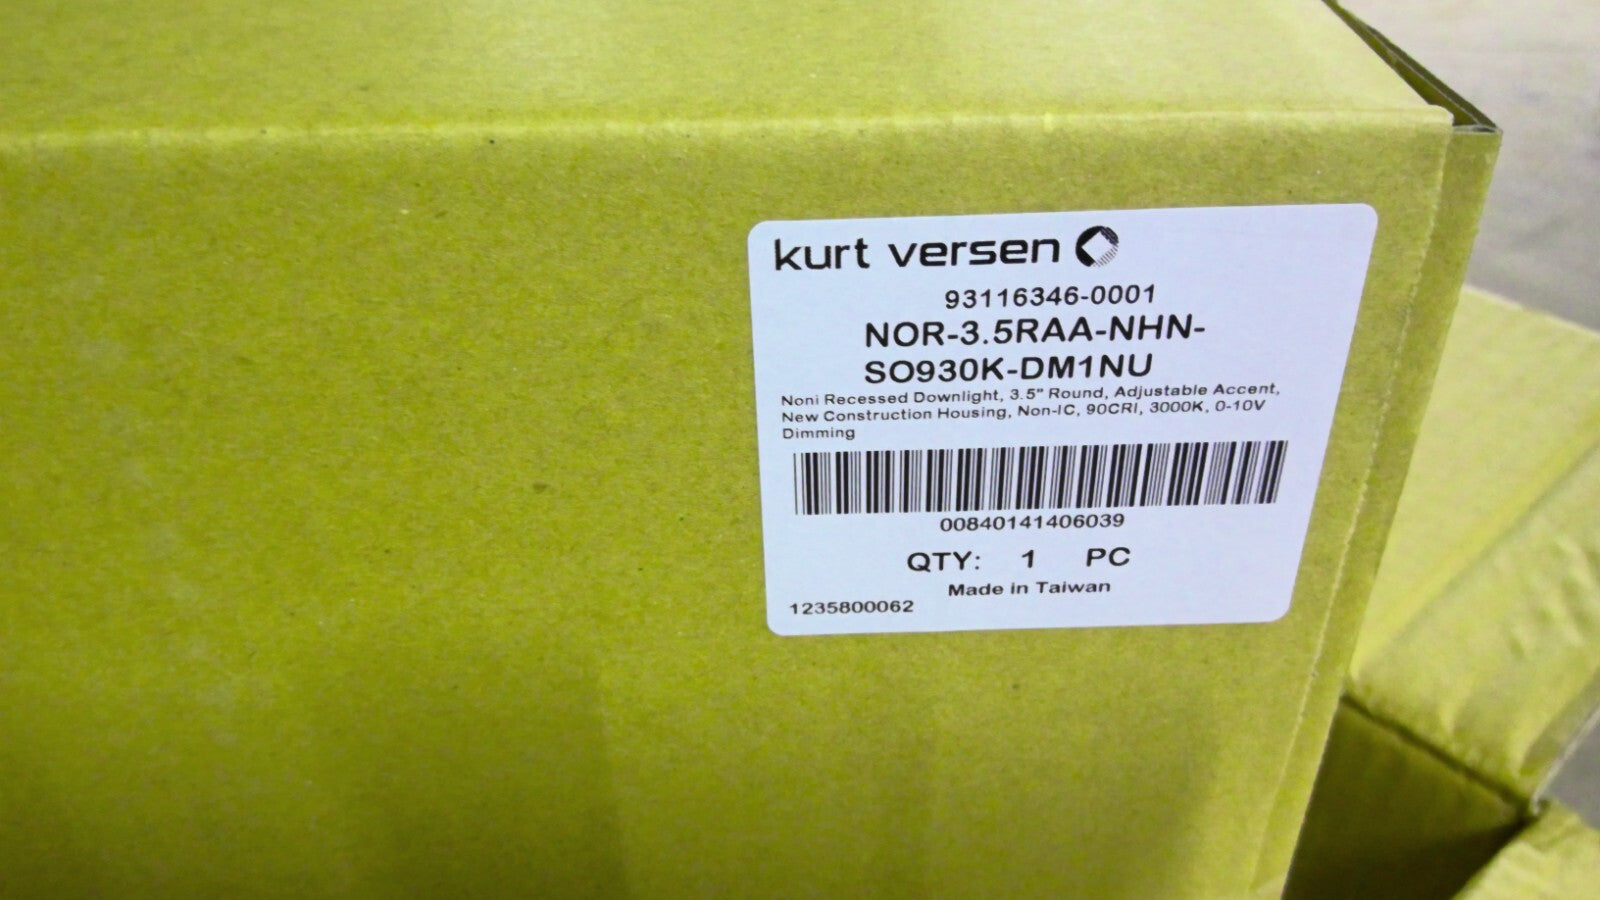 kurt versen
93116346-0001
NOR-3.5RAA-NHN-
SO930K-DM1NU
Noni Recessed Downlight, 3.5" Round, Adjustable Accent,
New Construction Housing, Non-IC, 90CRI, 3000K, 0-10V
Dimming
00840141406039
QTY: 1 PC
Made in Taiwan
1235800062